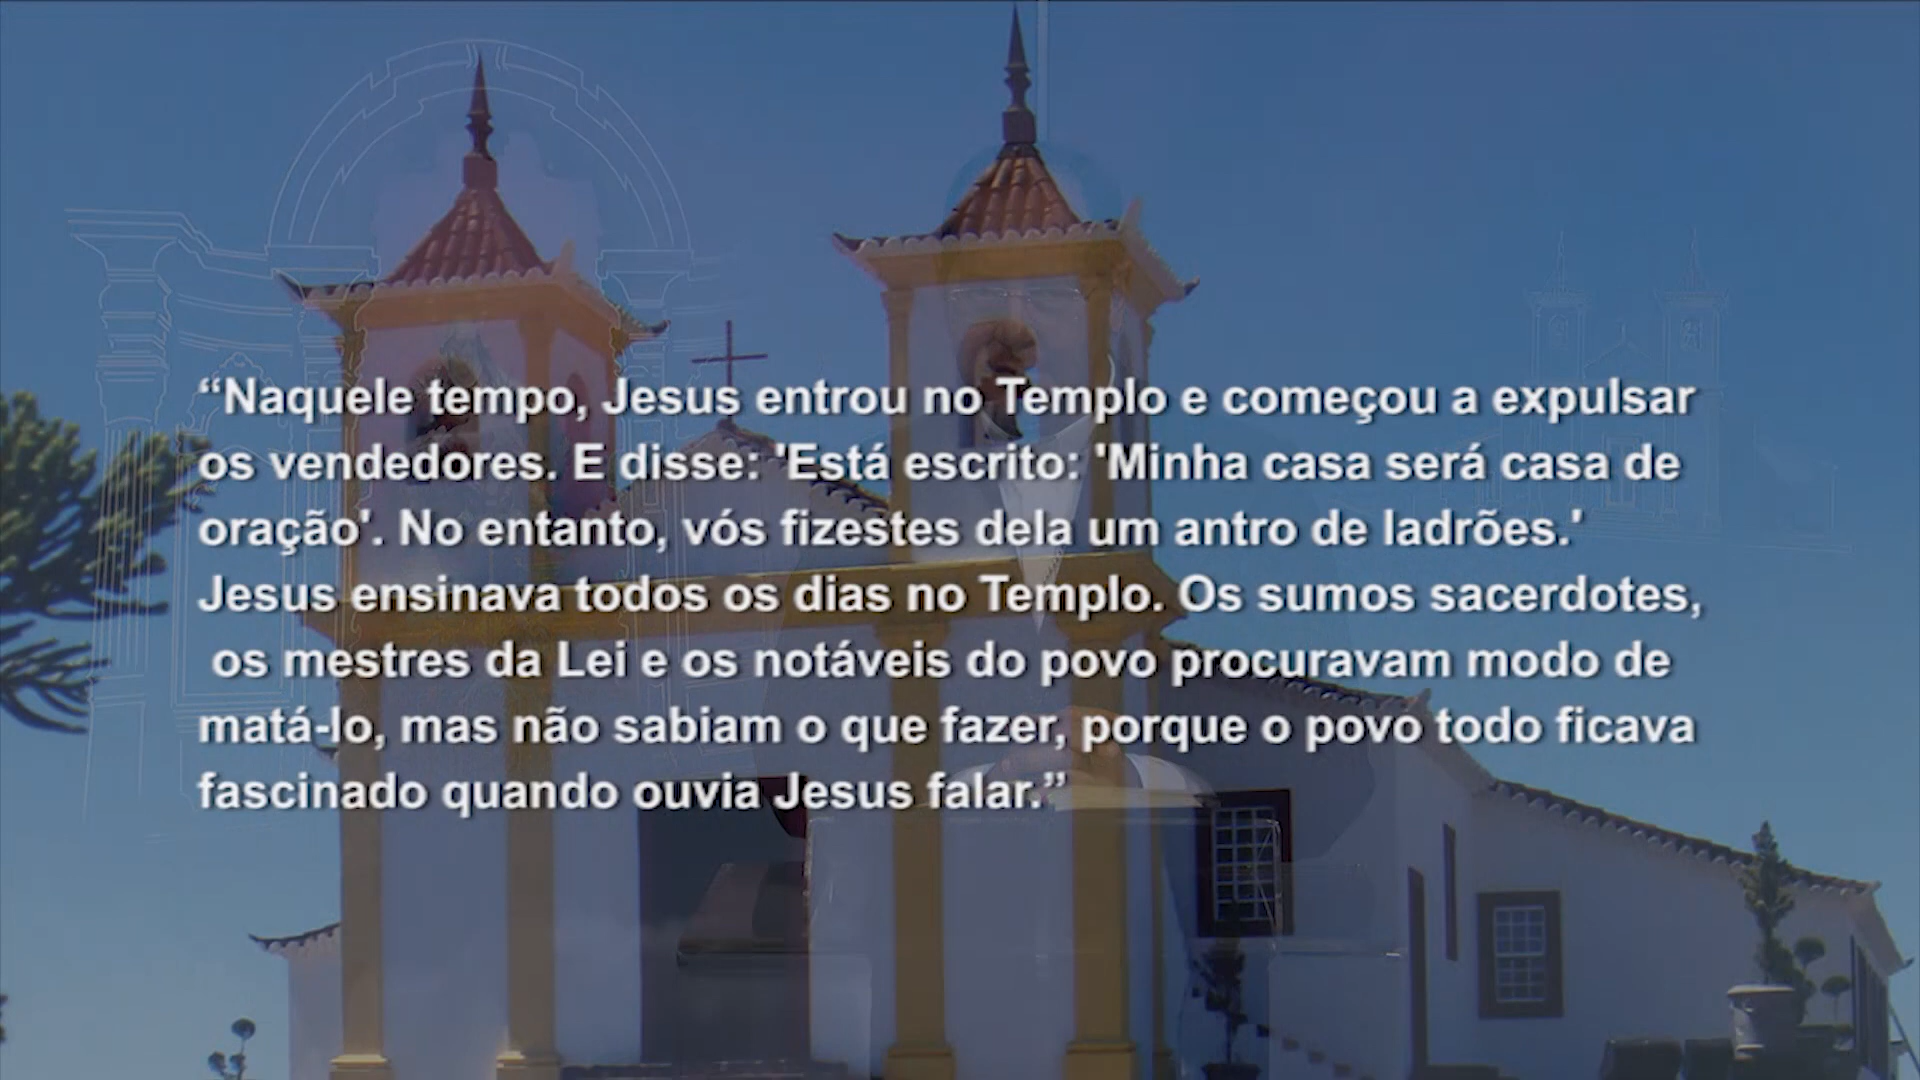 “Naquele tempo, Jesus entrou no Templo e começou a expulsar
os vendedores. E disse: 'Está escrito: 'Minha casa será casa de
oração'. No entanto, vós fizestes dela um antro de ladrões.'
Jesus ensinava todos os dias no Templo. Os sumos sacerdotes,
os mestres da Lei e os notáveis do povo procuravam modo de
matá-lo, mas não sabiam o que fazer, porque o povo todo ficava
fascinado quando ouvia Jesus falar.”